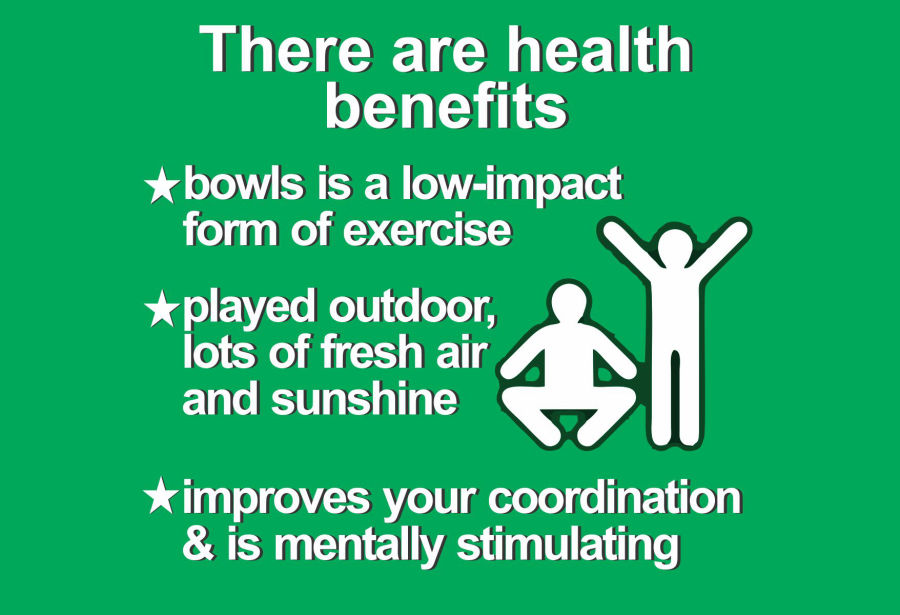 There are health
benefits
★bowls is a low-impact
form of exercise
★played outdoor,
lots of fresh air
and sunshine
★improves your coordination
& is mentally stimulating